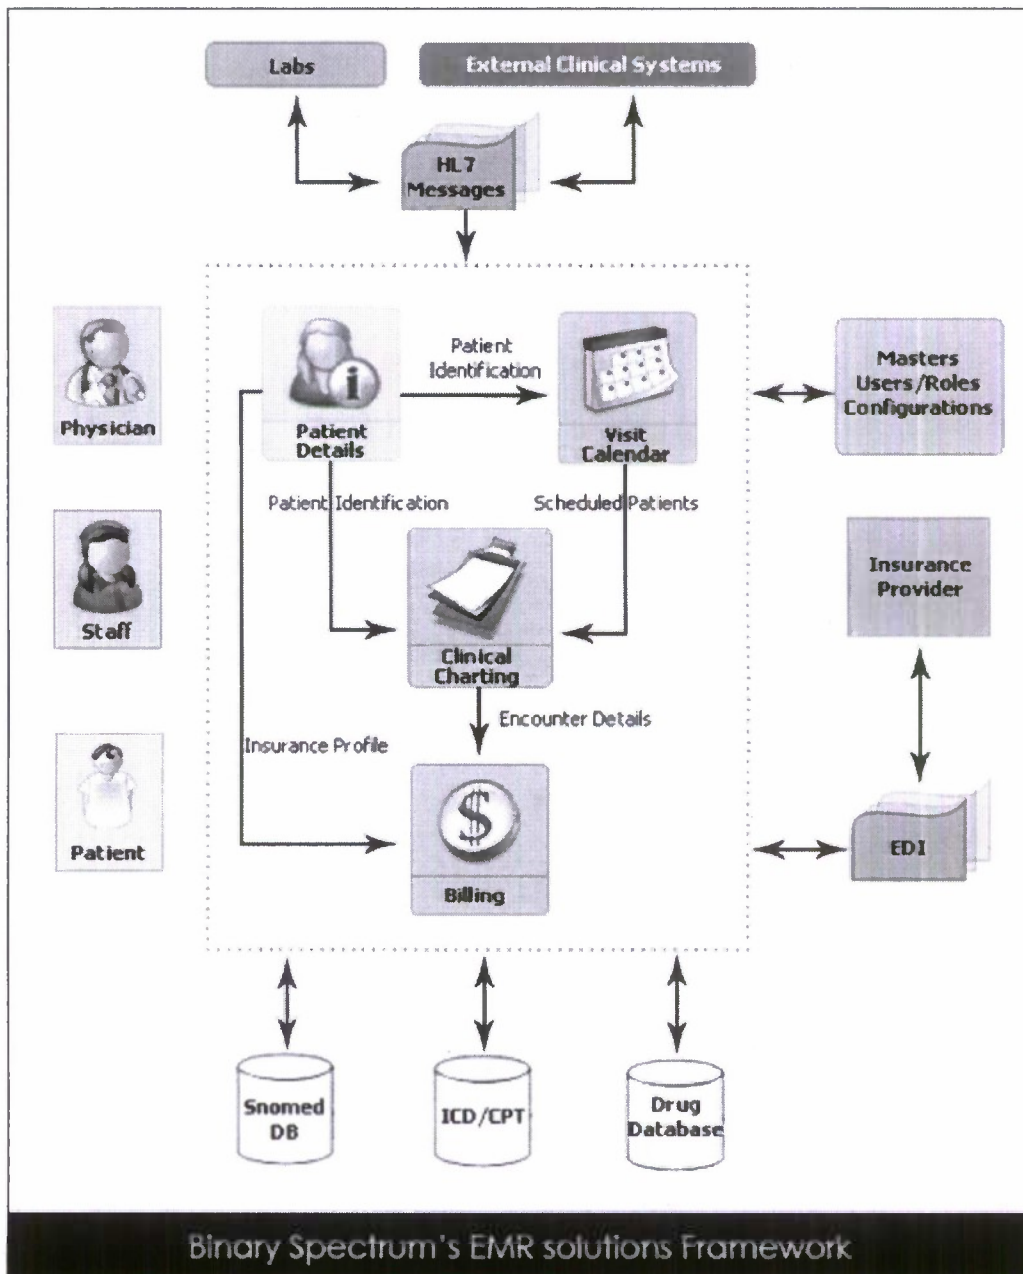 Labs
External Clinical Systems
HL7
Messages
Patient
Identification
Masters
Users/Roles
Configurations
Physician
Patient
Details
Visit
Calendar
Patient Identification
Scheduled Patients
Insurance
Provider
Staff
Clinical
Charting
Encounter Details
Insurance Profile
Patient
EDI
$
Billing
Snomed
DB
ICD/CPT
Drug
Database
Binary Spectrum's EMR solutions Framework